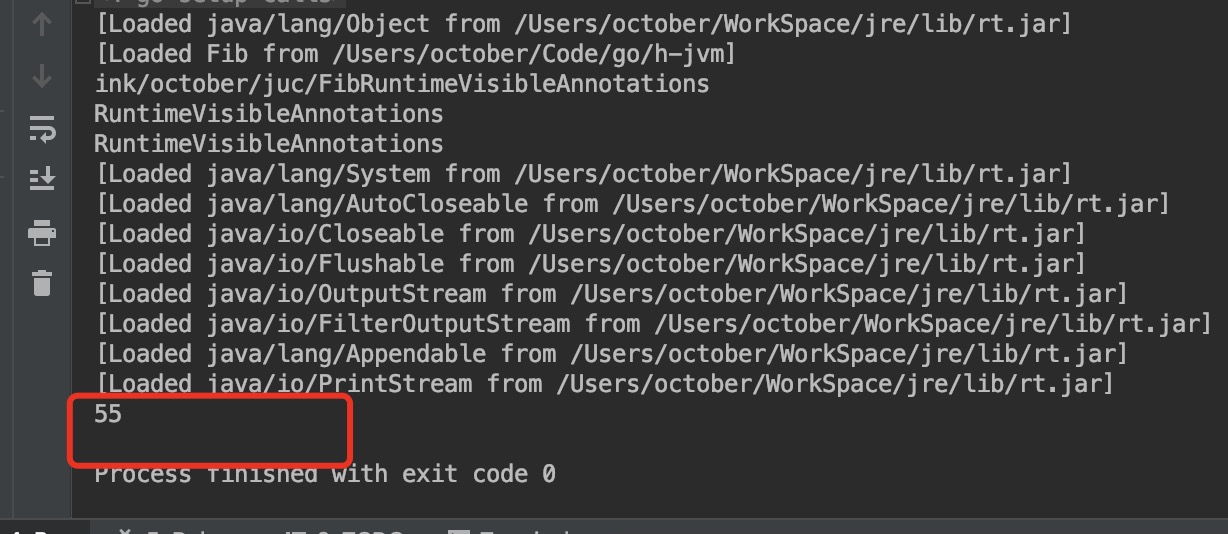 [Loaded java/lang/Object from /Users/october/WorkSpace/jre/lib/rt.jar]
[Loaded Fib from /Users/october/Code/go/h-jvm]
ink/october/juc/FibRuntimeVisibleAnnotations
RuntimeVisibleAnnotations
RuntimeVisibleAnnotations
[Loaded java/lang/System from /Users/october/WorkSpace/jre/lib/rt.jar]
[Loaded java/lang/AutoCloseable from /Users/october/WorkSpace/jre/lib/rt.jar]
[Loaded java/io/Closeable from /Users/october/WorkSpace/jre/lib/rt.jar]
[Loaded java/io/Flushable from /Users/october/WorkSpace/jre/lib/rt.jar]
[Loaded java/io/OutputStream from /Users/october/WorkSpace/jre/lib/rt.jar]
[Loaded java/io/FilterOutputStream from /Users/october/WorkSpace/jre/lib/rt.jar]
[Loaded java/lang/Appendable from /Users/october/WorkSpace/jre/lib/rt.jar]
[Loaded java/io/PrintStream from /Users/october/WorkSpace/jre/lib/rt.jar]
55
Process finished with exit code 0